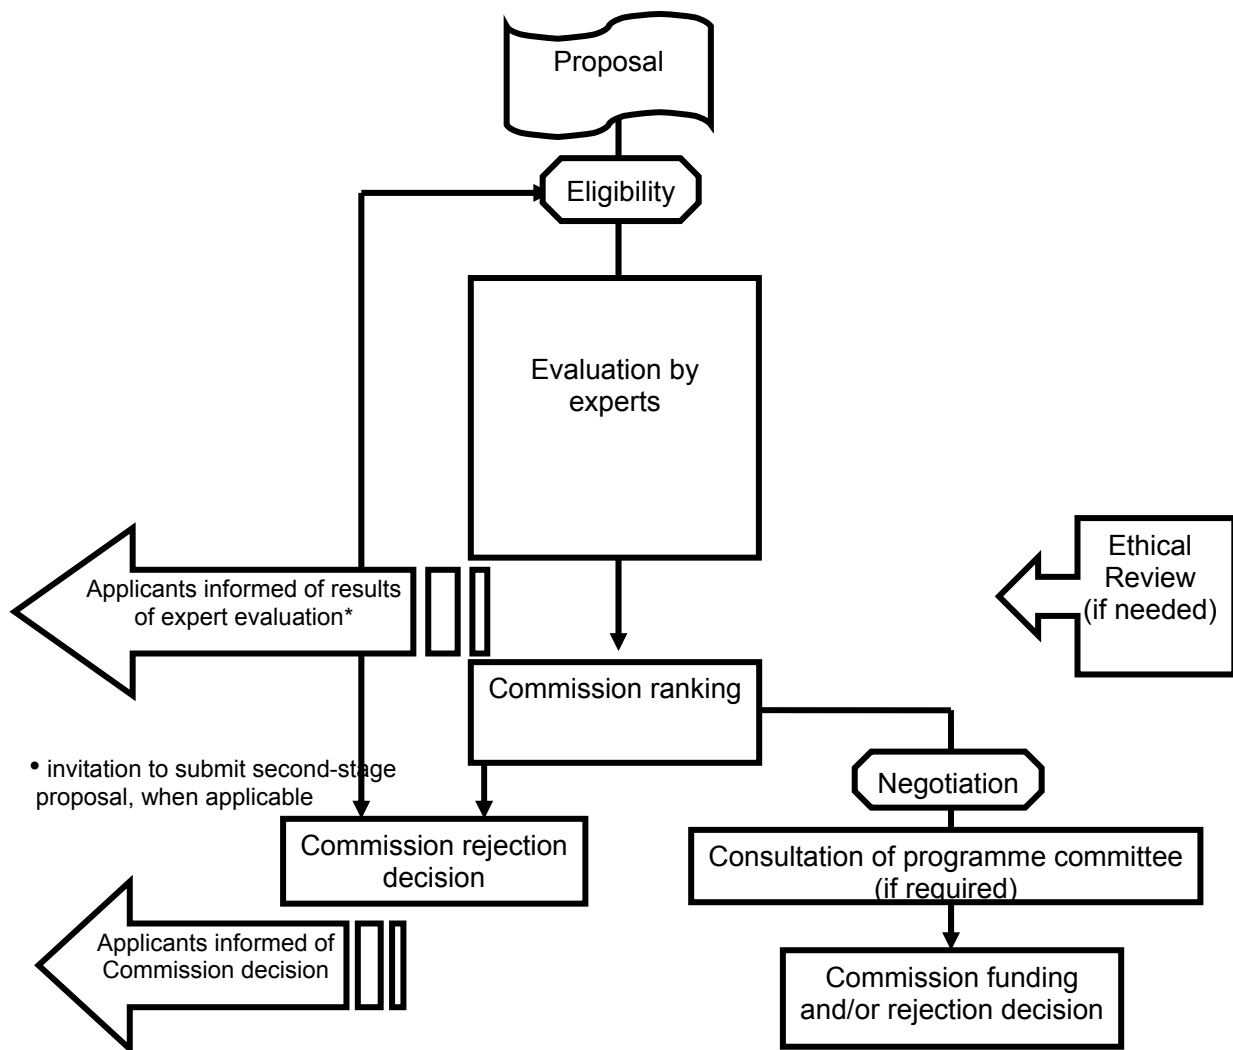 Proposal
Eligibility
Evaluation by
experts
Ethical
Review
(if needed)
Applicants informed of results
of expert evaluation*
Commission ranking
• invitation to submit second-stage
proposal, when applicable
Negotiation
Commission rejection
decision
Consultation of programme committee
(if required)
Applicants informed of
Commission decision
Commission funding
and/or rejection decision